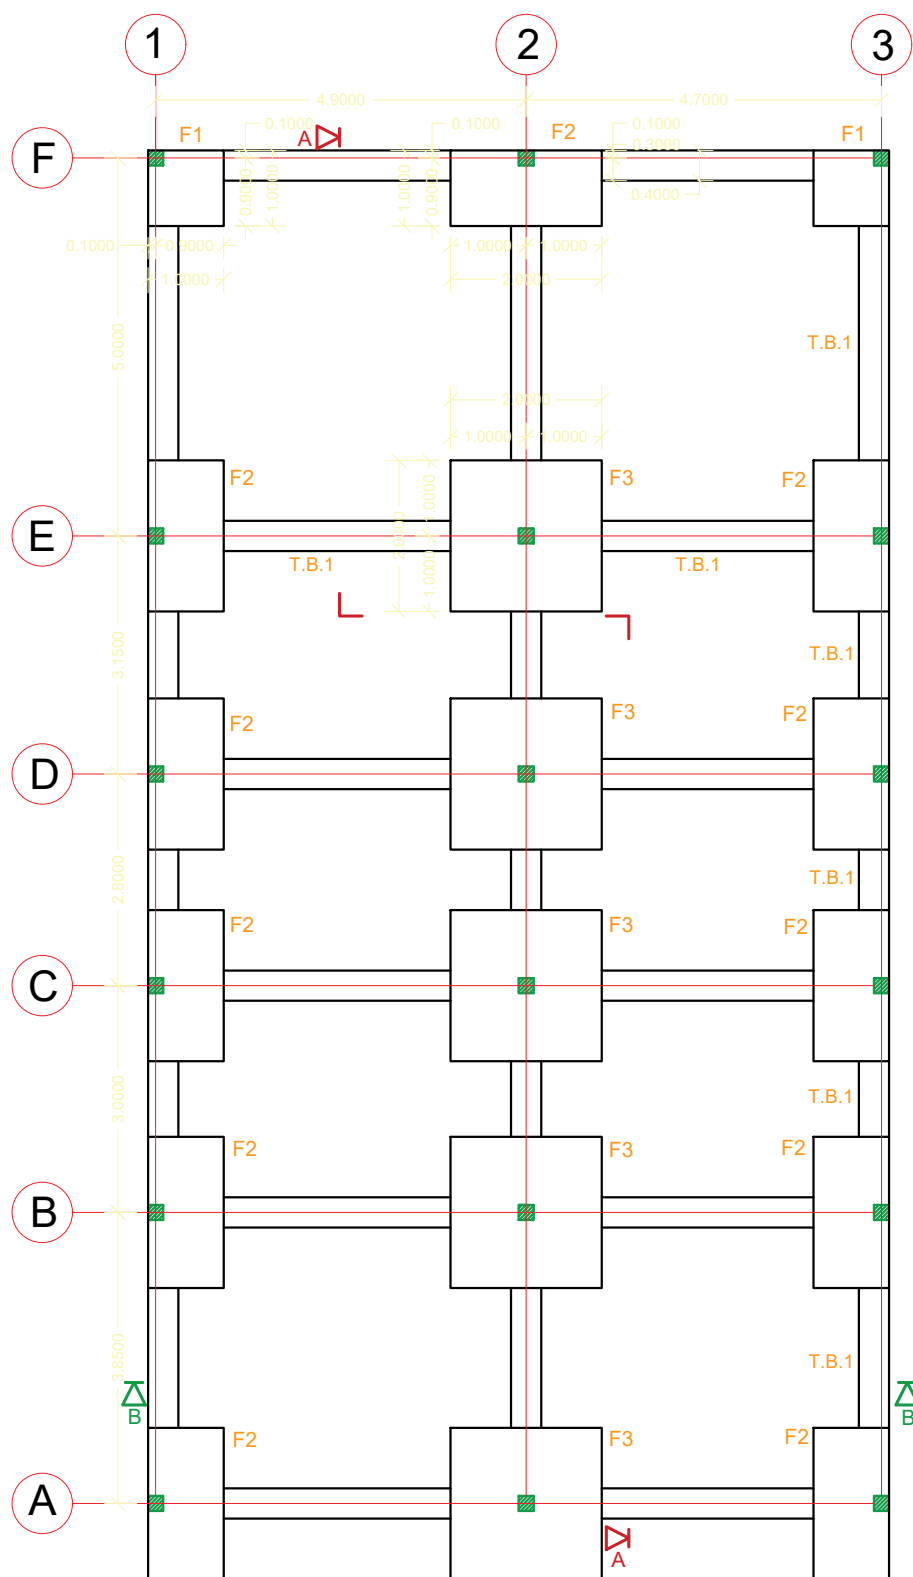 1 2 3
4.9000 4.7000
F1 0.1000 A 0.1000 F2 0.1000 F1
0.3000
F
0.9000 1.0000 1.0000 0.9000 0.4000
0.1000 0.9000 1.0000 1.0000
1.0000 2.0000
5.0000 T.B.1
2.0000
1.0000 1.0000
F2 F3 F2
1.0000
E
2.0000
T.B.1 T.B.1
1.0000
3.1500 T.B.1
F2 F3 F2
D
2.8000 T.B.1
F2 F3 F2
C
3.0000 T.B.1
F2 F3 F2
B
3.8500 T.B.1
B B
F2 F3 F2
A
A